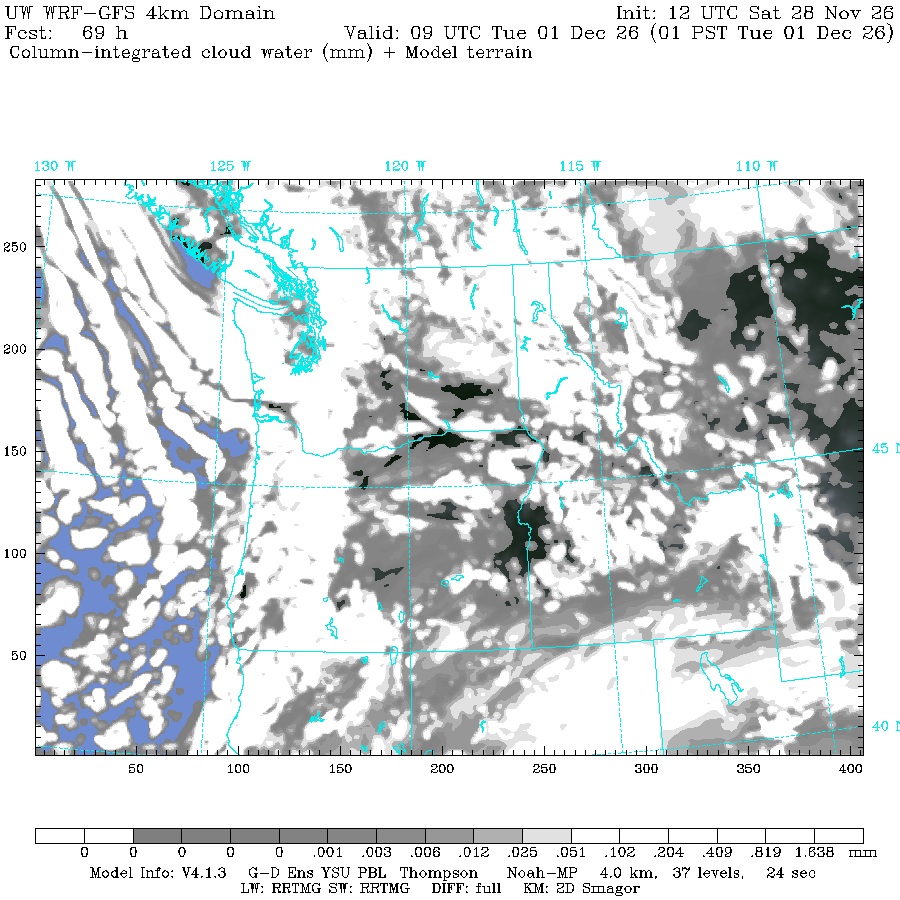 UW WRF-GFS 4km Domain Init: 12 UTC Sat 28 Nov 26
Fcst: 69 h Valid: 09 UTC Tue 01 Dec 26 (01 PST Tue 01 Dec 26)
Column-integrated cloud water (mm) + Model terrain
130 W 125 W 120 W 115 W 110 W
250
200
150
100
50
45 N
40 N
50 100 150 200 250 300 350 400
0 0 0 0 .001 .003 .006 .012 .025 .051 .102 .204 .409 .819 1.638 mm
Model Info: V4.1.3 G-D Ens YSU PBL Thompson Noah-MP 4.0 km, 37 levels, 24 sec
LW: RRTMG SW: RRTMG DIFF: full KM: 2D Smagor